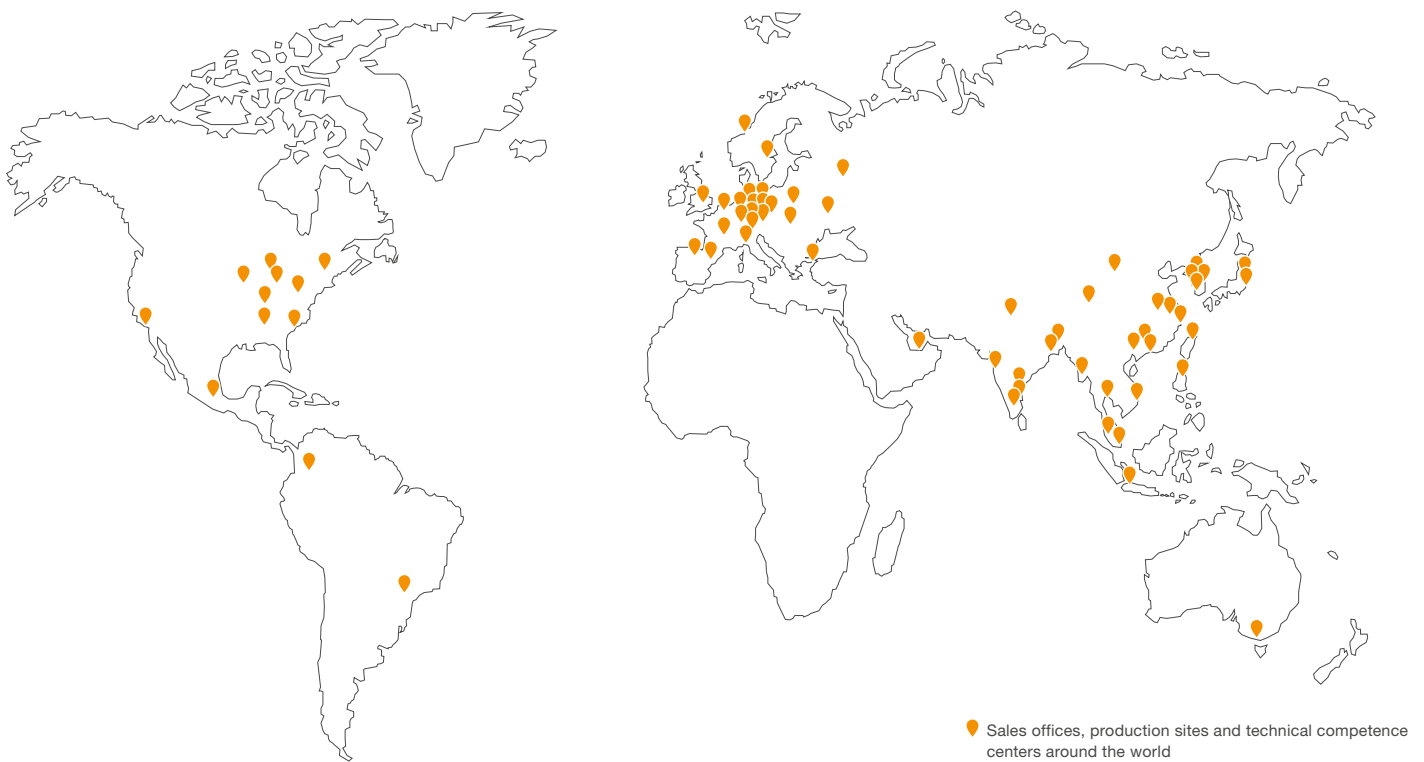 Sales offices, production sites and technical competence
centers around the world